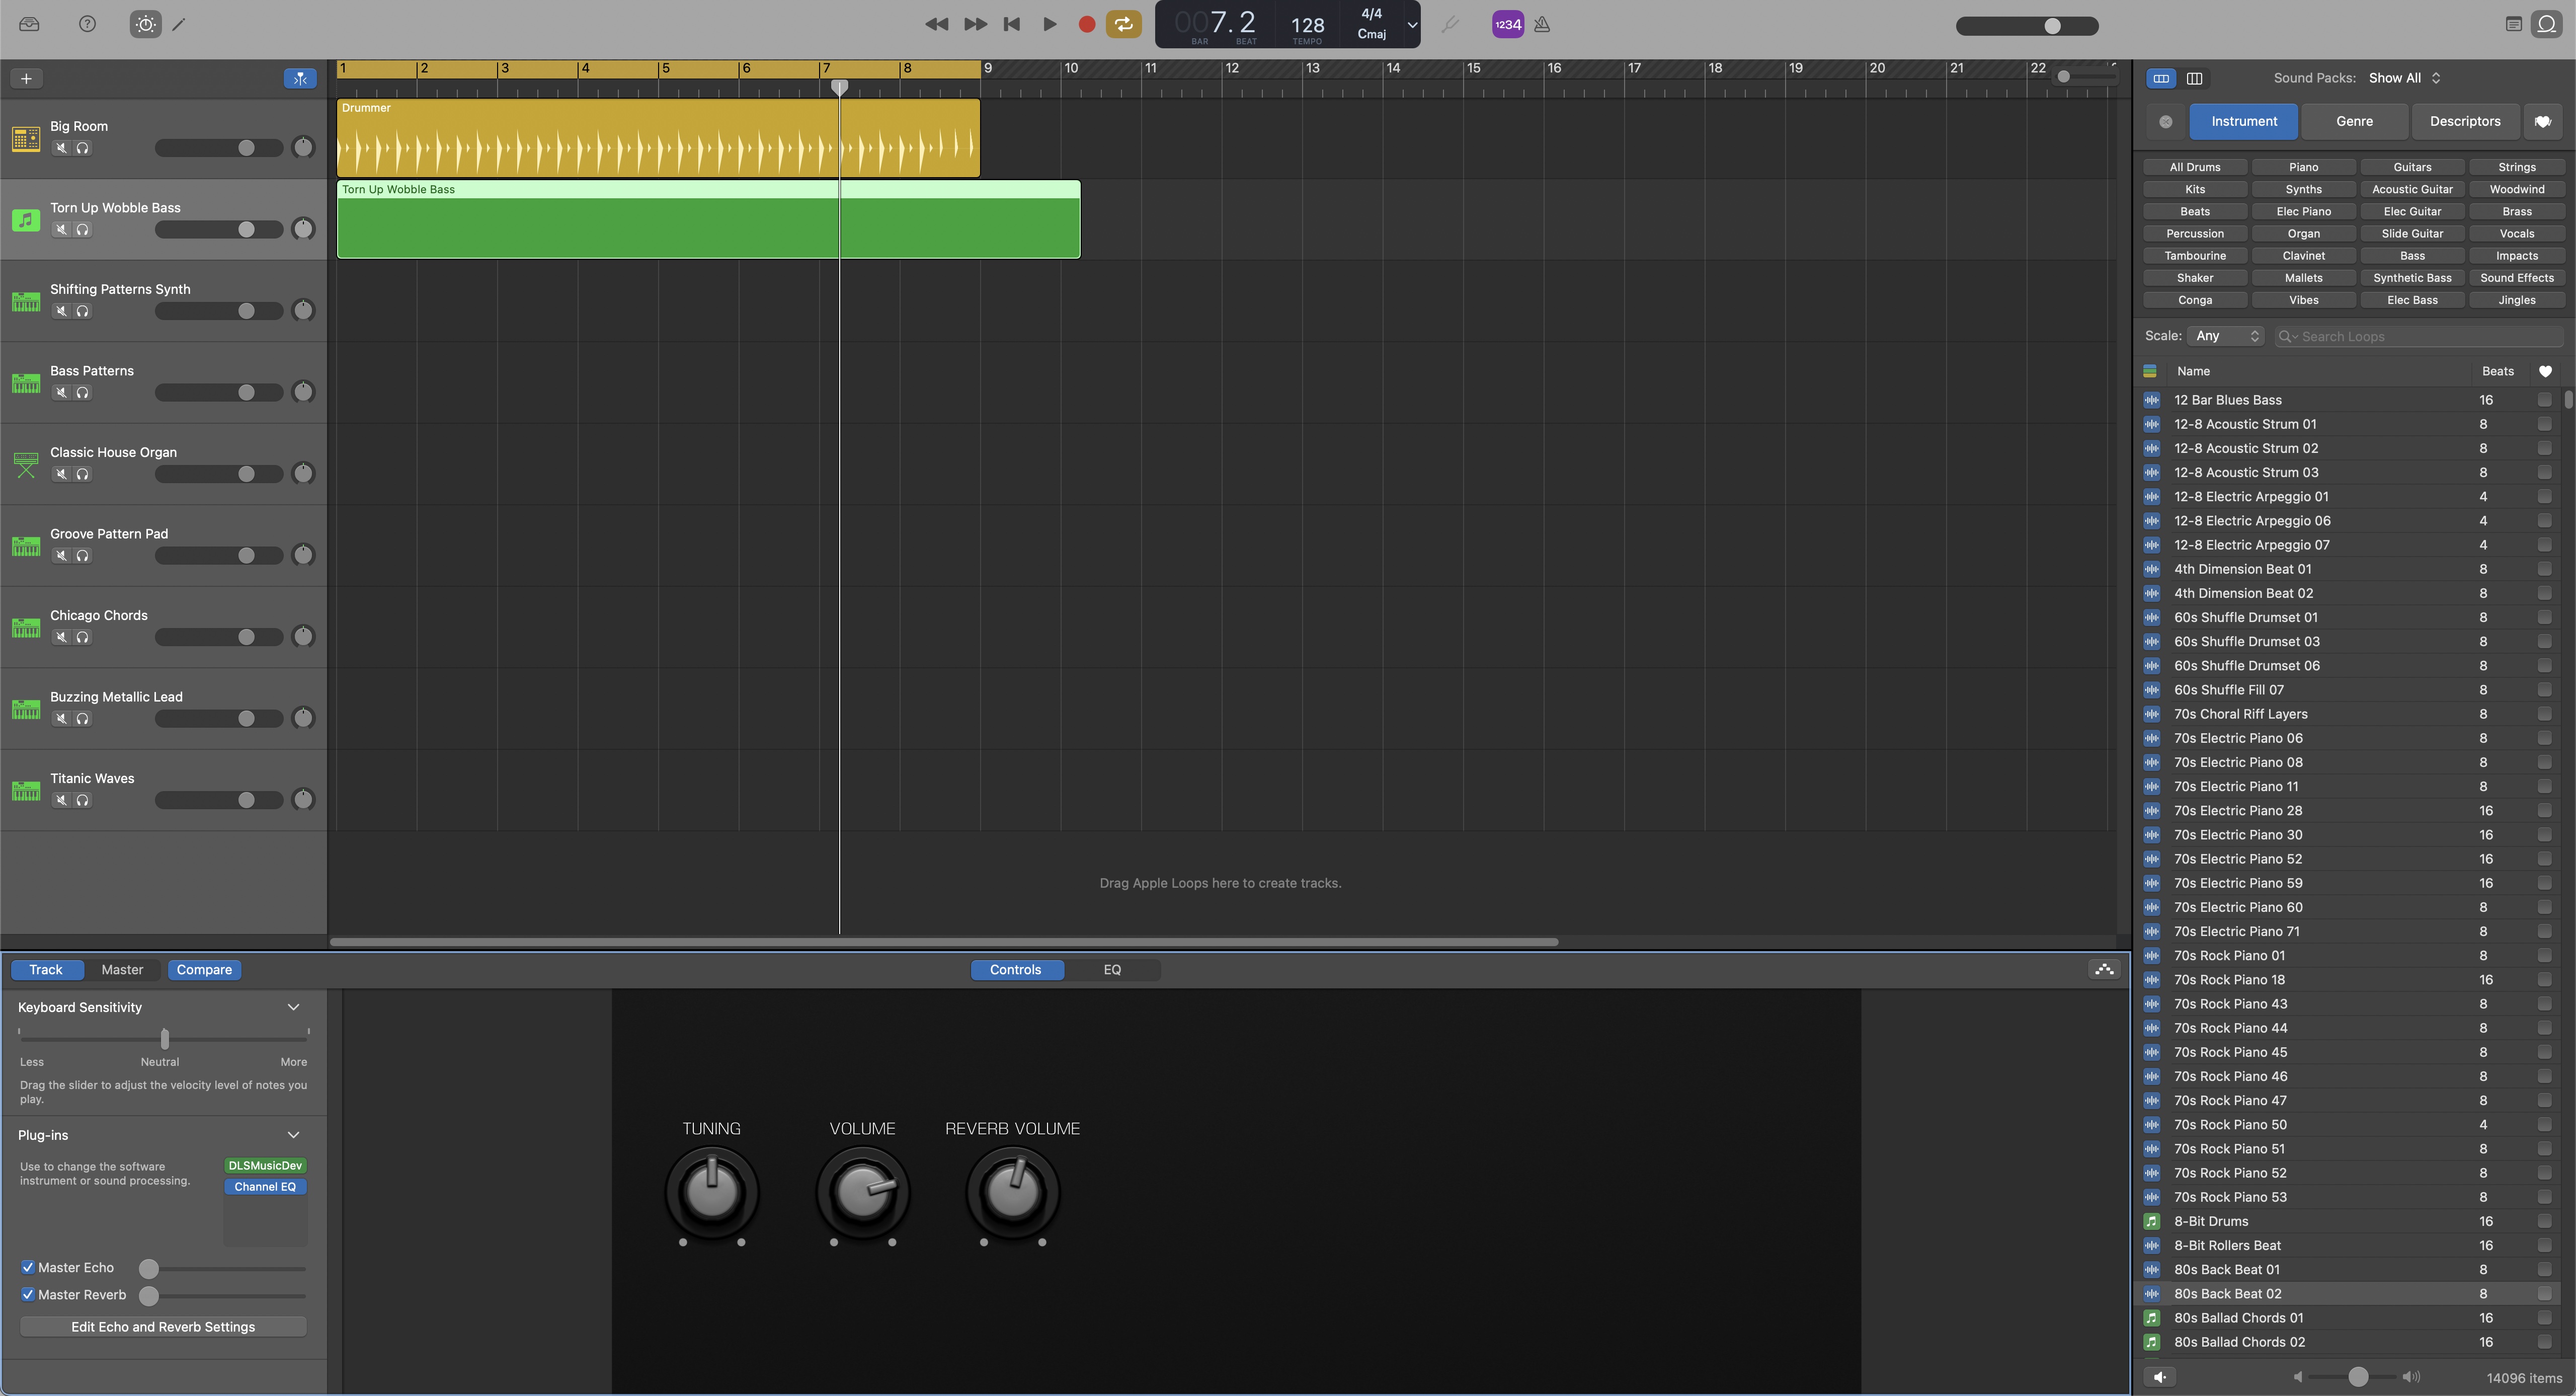 007.2
BAR
BEAT
128
TEMPO
4/4
Cmaj
1234
1 2 3 4 5 6 7 8 9 10 11 12 13 14 15 16 17 18 19 20 21 22
Big Room
Torn Up Wobble Bass
Shifting Patterns Synth
Bass Patterns
Classic House Organ
Groove Pattern Pad
Chicago Chords
Buzzing Metallic Lead
Titanic Waves
Drummer
Torn Up Wobble Bass
Drag Apple Loops here to create tracks.
Track Master Compare
Controls EQ
Keyboard Sensitivity
Less Neutral More
Drag the slider to adjust the velocity level of notes you
play.
Plug-ins
Use to change the software
instrument or sound processing.
DLSMusicDev
Channel EQ
Master Echo
Master Reverb
Edit Echo and Reverb Settings
TUNING VOLUME REVERB VOLUME
Sound Packs: Show All
Instrument Genre Descriptors
All Drums Piano Guitars Strings
Kits Synths Acoustic Guitar Woodwind
Beats Elec Piano Elec Guitar Brass
Percussion Organ Slide Guitar Vocals
Tambourine Clavinet Bass Impacts
Shaker Mallets Synthetic Bass Sound Effects
Conga Vibes Elec Bass Jingles
Scale: Any Search Loops
Name Beats
12 Bar Blues Bass 16
12-8 Acoustic Strum 01 8
12-8 Acoustic Strum 02 8
12-8 Acoustic Strum 03 8
12-8 Electric Arpeggio 01 4
12-8 Electric Arpeggio 06 4
12-8 Electric Arpeggio 07 4
4th Dimension Beat 01 8
4th Dimension Beat 02 8
60s Shuffle Drumset 01 8
60s Shuffle Drumset 03 8
60s Shuffle Drumset 06 8
60s Shuffle Fill 07 8
70s Choral Riff Layers 8
70s Electric Piano 06 8
70s Electric Piano 08 8
70s Electric Piano 11 8
70s Electric Piano 28 16
70s Electric Piano 30 16
70s Electric Piano 52 16
70s Electric Piano 59 16
70s Electric Piano 60 8
70s Electric Piano 71 8
70s Rock Piano 01 8
70s Rock Piano 18 16
70s Rock Piano 43 8
70s Rock Piano 44 8
70s Rock Piano 45 8
70s Rock Piano 46 8
70s Rock Piano 47 8
70s Rock Piano 50 4
70s Rock Piano 51 8
70s Rock Piano 52 8
70s Rock Piano 53 8
8-Bit Drums 16
8-Bit Rollers Beat 16
80s Back Beat 01 8
80s Back Beat 02 8
80s Ballad Chords 01 16
80s Ballad Chords 02 16
14096 items